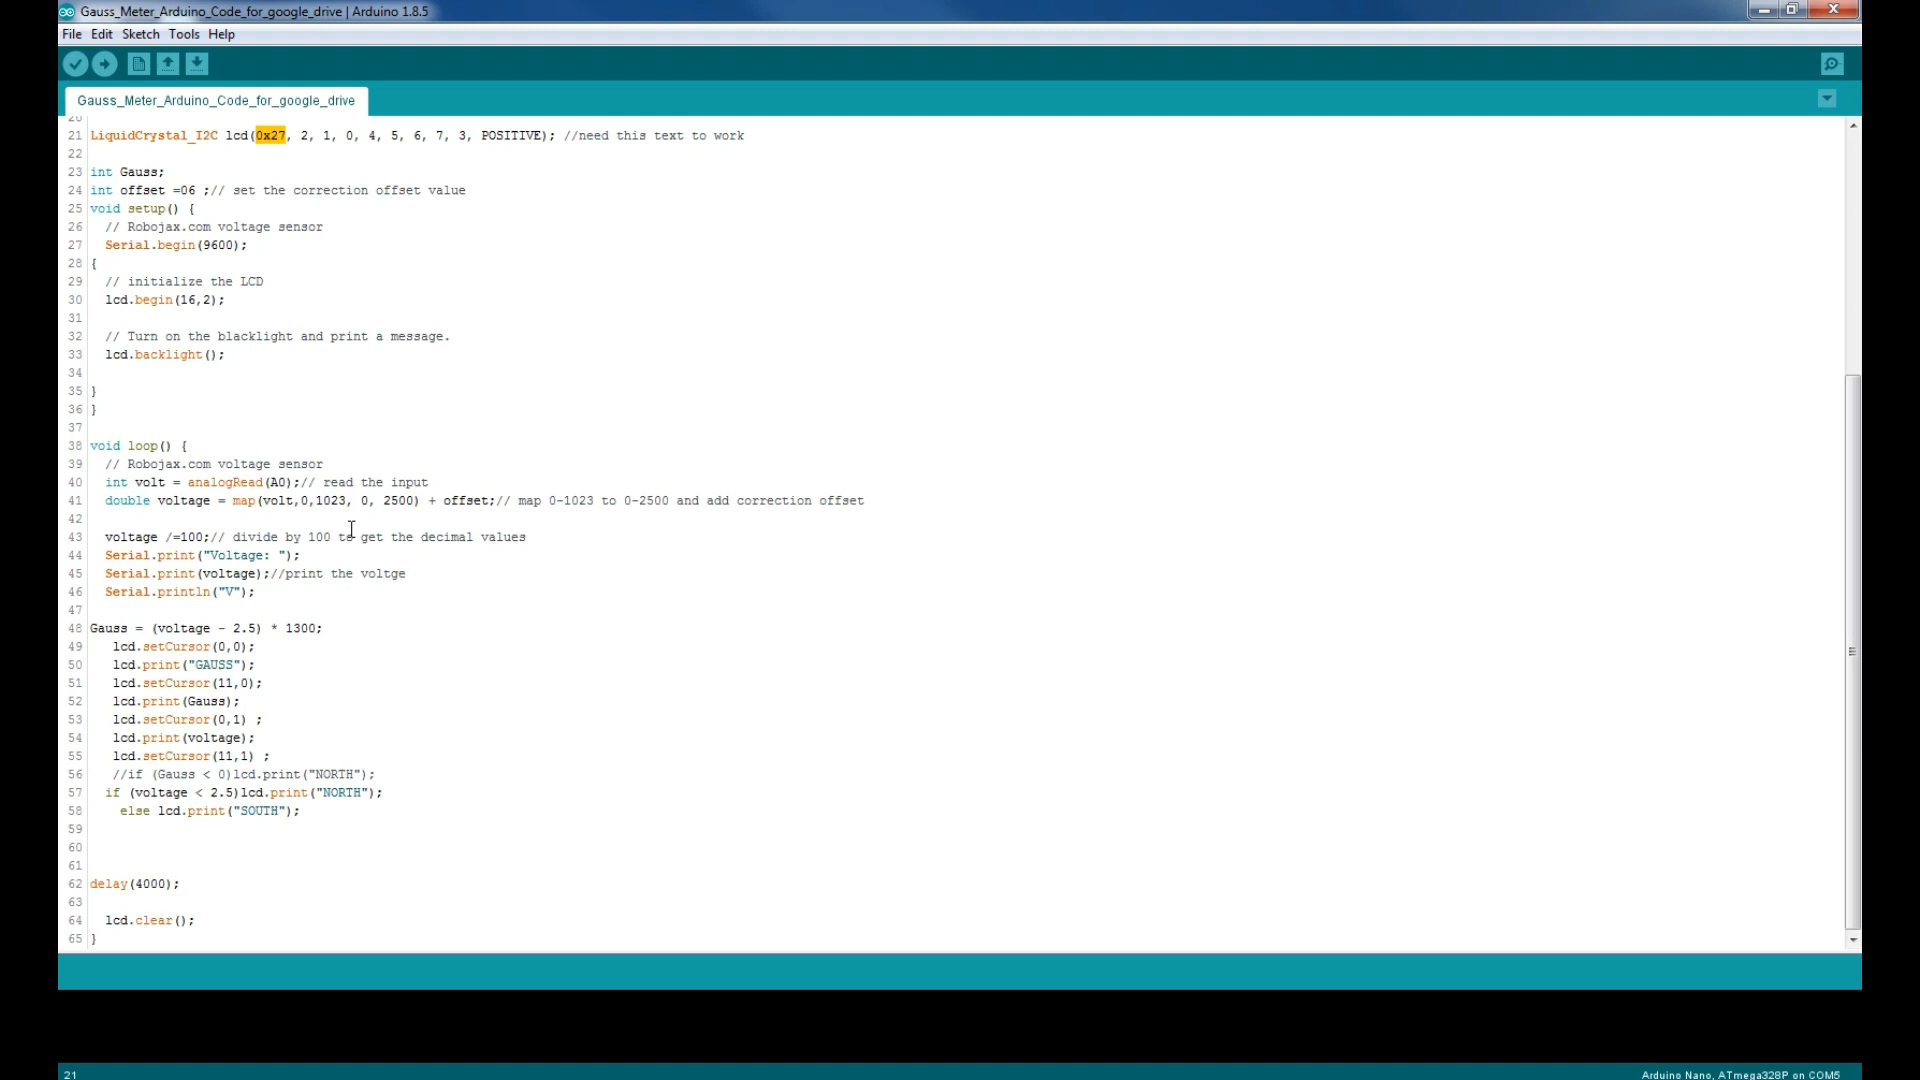 Gauss_Meter_Arduino_Code_for_google_drive | Arduino 1.8.5
File Edit Sketch Tools Help
Gauss_Meter_Arduino_Code_for_google_drive
20
21 LiquidCrystal_I2C lcd(0x27, 2, 1, 0, 4, 5, 6, 7, 3, POSITIVE); //need this text to work
22
23 int Gauss;
24 int offset =06 ;// set the correction offset value
25 void setup() {
26 // Robojax.com voltage sensor
27 Serial.begin(9600);
28 {
29 // initialize the LCD
30 lcd.begin(16,2);
31
32 // Turn on the blacklight and print a message.
33 lcd.backlight();
34
35 }
36 }
37
38 void loop() {
39 // Robojax.com voltage sensor
40 int volt = analogRead(A0);// read the input
41 double voltage = map(volt,0,1023, 0, 2500) + offset;// map 0-1023 to 0-2500 and add correction offset
42
43 voltage /=100;// divide by 100 to get the decimal values
44 Serial.print("Voltage: ");
45 Serial.print(voltage);//print the voltge
46 Serial.println("V");
47
48 Gauss = (voltage - 2.5) * 1300;
49 lcd.setCursor(0,0);
50 lcd.print("GAUSS");
51 lcd.setCursor(11,0);
52 lcd.print(Gauss);
53 lcd.setCursor(0,1) ;
54 lcd.print(voltage);
55 lcd.setCursor(11,1) ;
56 //if (Gauss < 0)lcd.print("NORTH");
57 if (voltage < 2.5)lcd.print("NORTH");
58 else lcd.print("SOUTH");
59
60
61
62 delay(4000);
63
64 lcd.clear();
65 }
21 Arduino Nano, ATmega328P on COM5